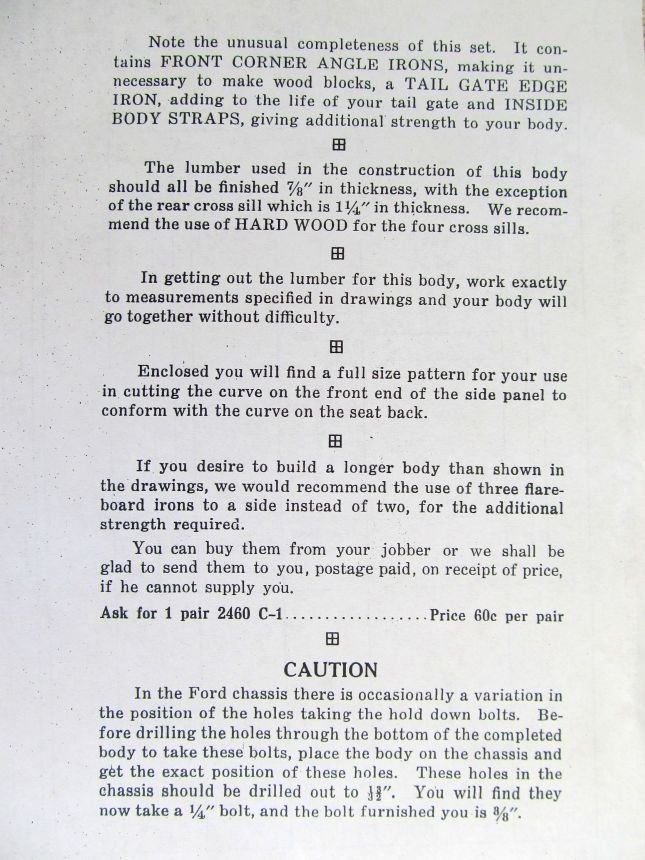 Note the unusual completeness of this set. It con-
tains FRONT CORNER ANGLE IRONS, making it un-
necessary to make wood blocks, a TAIL GATE EDGE
IRON, adding to the life of your tail gate and INSIDE
BODY STRAPS, giving additional strength to your body.
The lumber used in the construction of this body
should all be finished 7/8″ in thickness, with the exception
of the rear cross sill which is 1 1/4″ in thickness. We recom-
mend the use of HARD WOOD for the four cross sills.
In getting out the lumber for this body, work exactly
to measurements specified in drawings and your body will
go together without difficulty.
Enclosed you will find a full size pattern for your use
in cutting the curve on the front end of the side panel to
conform with the curve on the seat back.
If you desire to build a longer body than shown in
the drawings, we would recommend the use of three flare-
board irons to a side instead of two, for the additional
strength required.
You can buy them from your jobber or we shall be
glad to send them to you, postage paid, on receipt of price,
if he cannot supply you.
Ask for 1 pair 2460 C-1..................Price 60c per pair
CAUTION
In the Ford chassis there is occasionally a variation in
the position of the holes taking the hold down bolts. Be-
fore drilling the holes through the bottom of the completed
body to take these bolts, place the body on the chassis and
get the exact position of these holes. These holes in the
chassis should be drilled out to You will find they
now take a 1/4″ bolt, and the bolt furnished you is 3/8″.